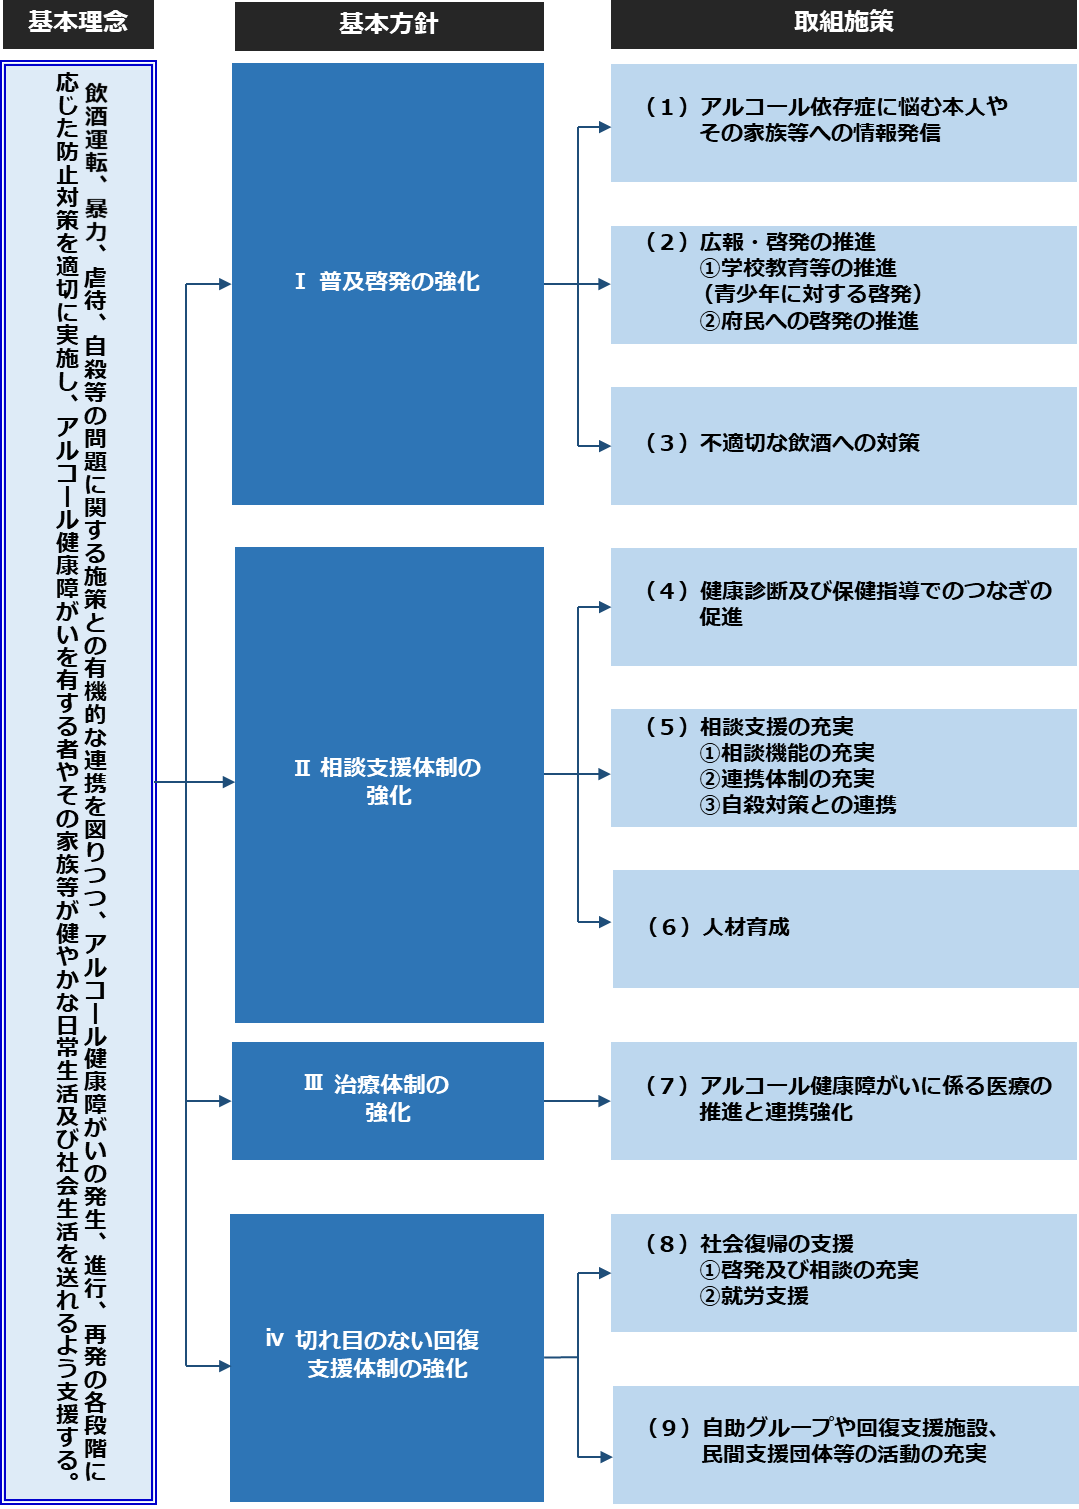 基本理念
基本方針
取組施策
飲酒運転、暴力、虐待、自殺等の問題に関する施策との有機的な連携を図りつつ、アルコール健康障がいの発生、進行、再発の各段階に
応じた防止対策を適切に実施し、アルコール健康障がいを有する者やその家族等が健やかな日常生活及び社会生活を送れるよう支援する。
Ⅰ 普及啓発の強化
（１）アルコール依存症に悩む本人や
その家族等への情報発信
（２）広報・啓発の推進
①学校教育等の推進
（青少年に対する啓発）
②府民への啓発の推進
（３）不適切な飲酒への対策
Ⅱ 相談支援体制の
強化
（４）健康診断及び保健指導でのつなぎの
促進
（５）相談支援の充実
①相談機能の充実
②連携体制の充実
③自殺対策との連携
（６）人材育成
Ⅲ 治療体制の
強化
（７）アルコール健康障がいに係る医療の
推進と連携強化
ⅳ 切れ目のない回復
支援体制の強化
（８）社会復帰の支援
①啓発及び相談の充実
②就労支援
（９）自助グループや回復支援施設、
民間支援団体等の活動の充実